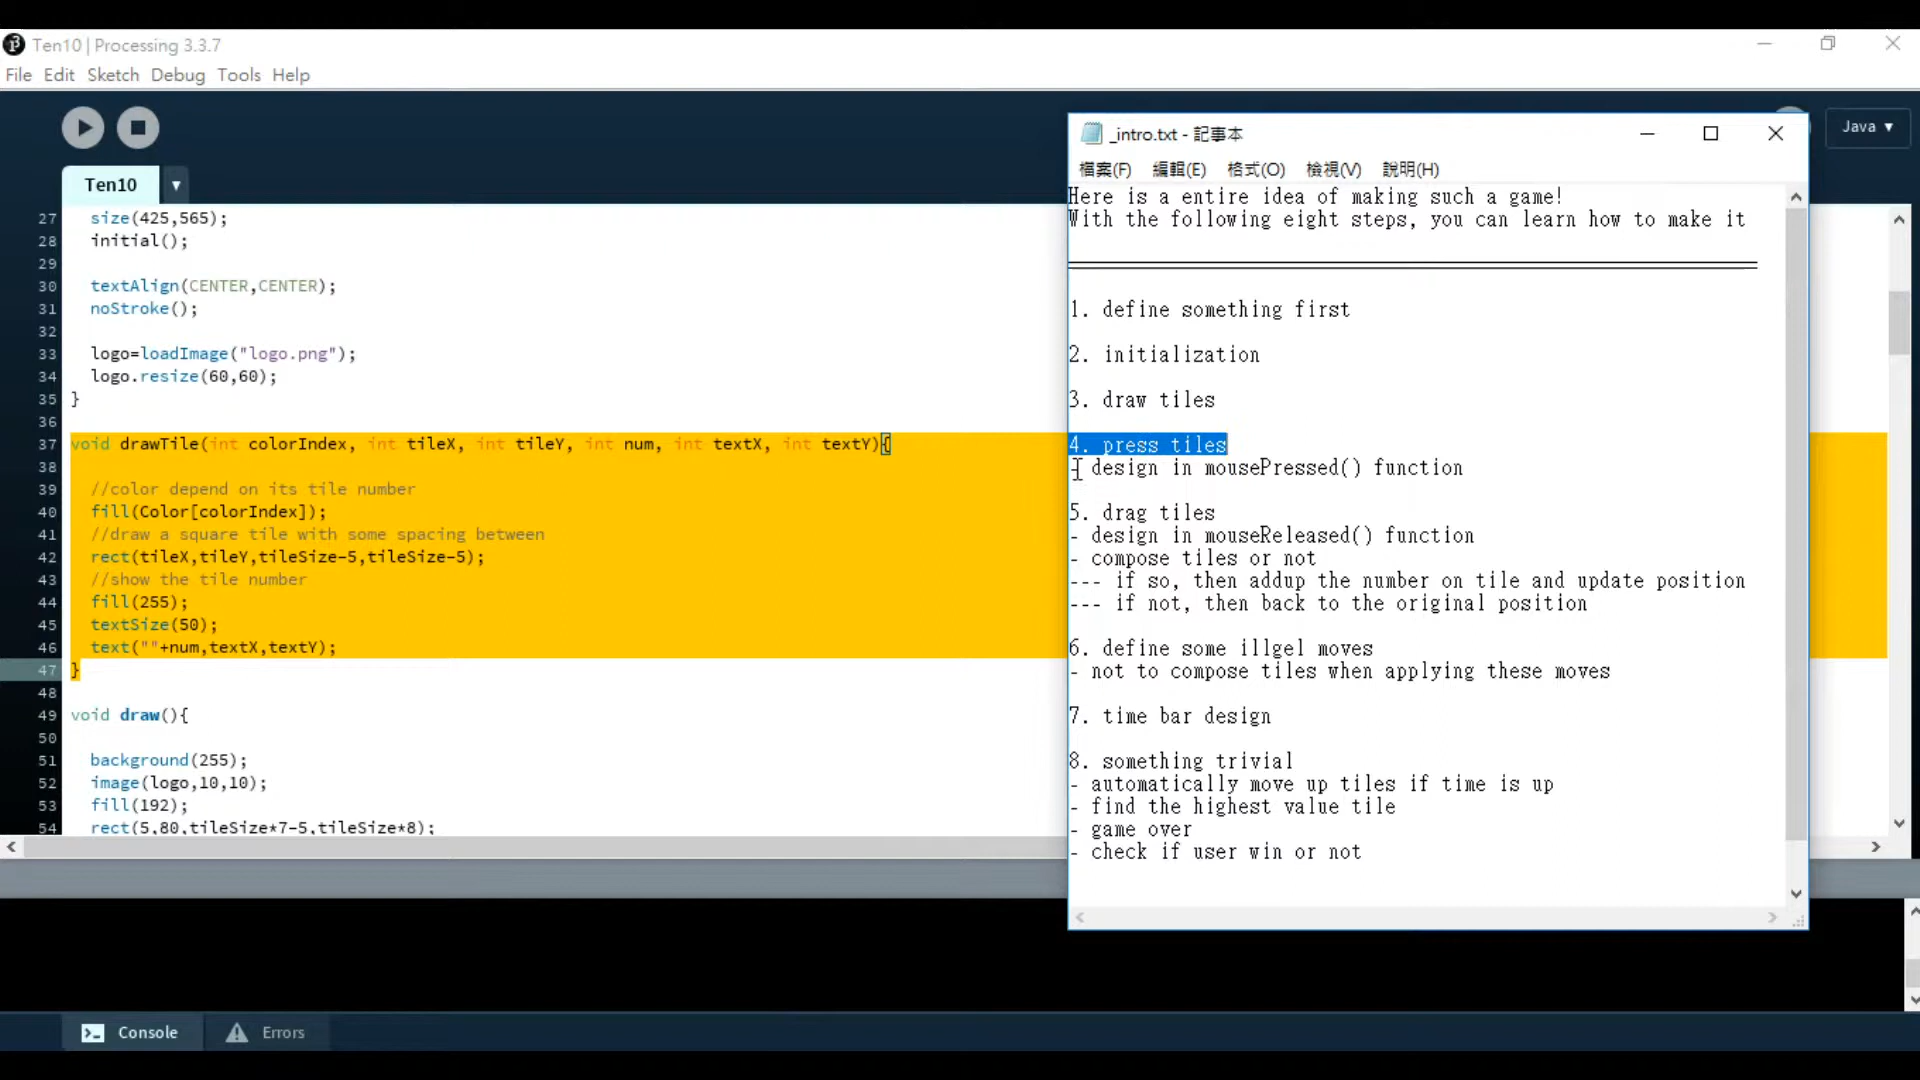 Ten10 | Processing 3.3.7
File Edit Sketch Debug Tools Help
Java ▾
Ten10 ▾
27 size(425,565);
28 initial();
29
30 textAlign(CENTER,CENTER);
31 noStroke();
32
33 logo=loadImage("logo.png");
34 logo.resize(60,60);
35 }
36
37 void drawTile(int colorIndex, int tileX, int tileY, int num, int textX, int textY){
38
39 //color depend on its tile number
40 fill(Color[colorIndex]);
41 //draw a square tile with some spacing between
42 rect(tileX,tileY,tileSize-5,tileSize-5);
43 //show the tile number
44 fill(255);
45 textSize(50);
46 text(""+num,textX,textY);
47 }
48
49 void draw(){
50
51 background(255);
52 image(logo,10,10);
53 fill(192);
54 rect(5,80,tileSize*7-5,tileSize*8);
Console Errors
_intro.txt - 記事本
檔案(F) 編輯(E) 格式(O) 檢視(V) 說明(H)
Here is a entire idea of making such a game!
With the following eight steps, you can learn how to make it
1. define something first
2. initialization
3. draw tiles
4. press tiles
- design in mousePressed() function
5. drag tiles
- design in mouseReleased() function
- compose tiles or not
--- if so, then addup the number on tile and update position
--- if not, then back to the original position
6. define some illgel moves
- not to compose tiles when applying these moves
7. time bar design
8. something trivial
- automatically move up tiles if time is up
- find the highest value tile
- game over
- check if user win or not